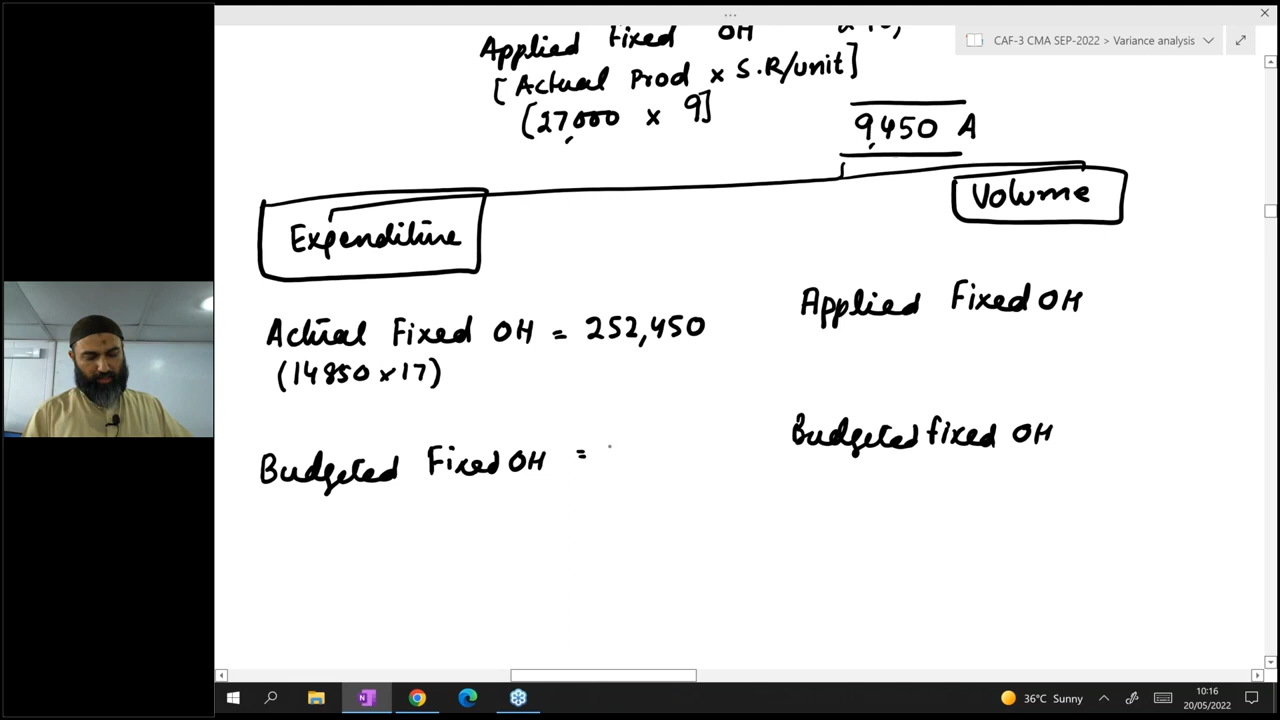 CAF-3 CMA SEP-2022 > Variance analysis
Applied Fixed OH
[Actual Prod x S.R/unit]
(27,000 x 9]
9,450 A
Expenditure
Volume
Actual Fixed OH = 252,450
(14850x17)
Applied Fixed OH
Budgeted Fixed OH =
Budgeted fixed OH
36°C Sunny
10:16
20/05/2022